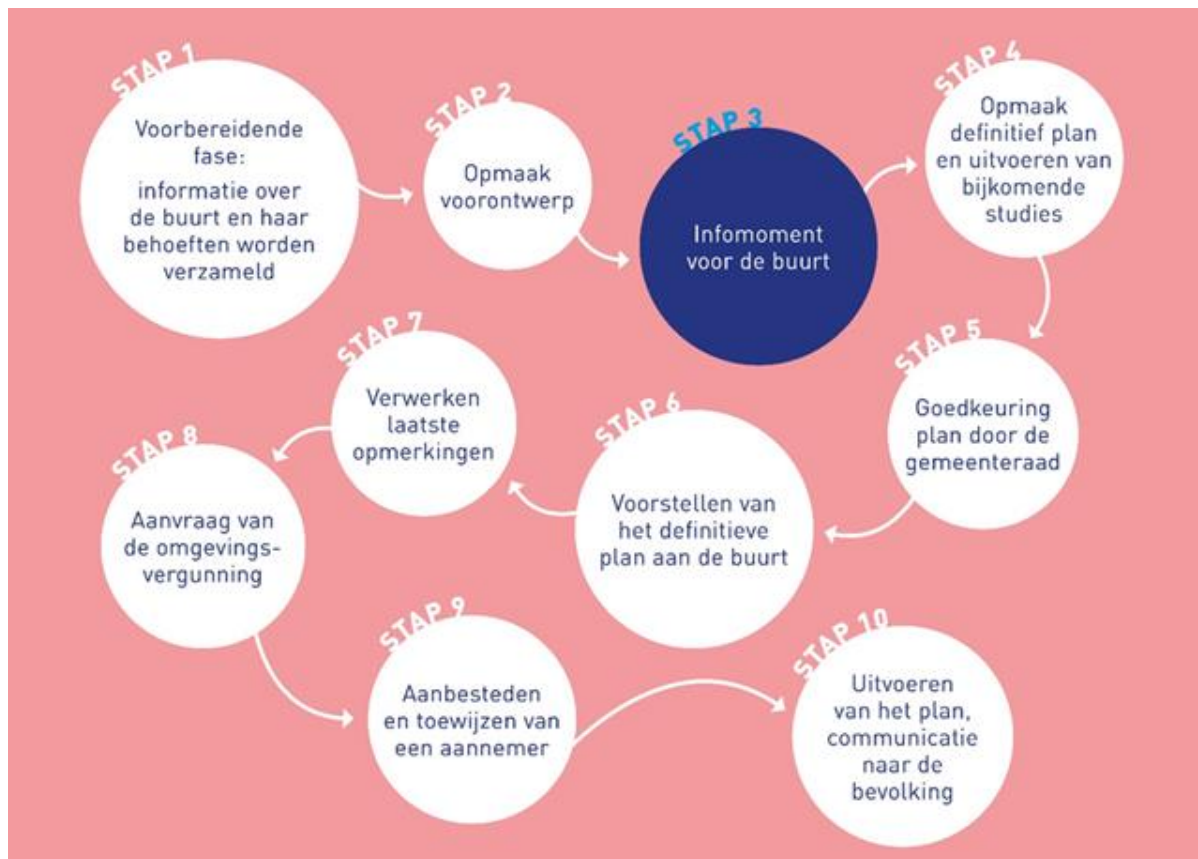 STAP 1
Voorbereidende
fase:
informatie over
de buurt en haar
behoeften worden
verzameld
STAP 2
Opmaak
voorontwerp
STAP 3
Infomoment
voor de buurt
STAP 4
Opmaak
definitief plan
en uitvoeren van
bijkomende
studies
STAP 5
Goedkeuring
plan door de
gemeenteraad
STAP 6
Voorstellen van
het definitieve
plan aan de buurt
STAP 7
Verwerken
laatste
opmerkingen
STAP 8
Aanvraag van
de omgevings-
vergunning
STAP 9
Aanbesteden
en toewijzen van
een aannemer
STAP 10
Uitvoeren
van het plan,
communicatie
naar de
bevolking